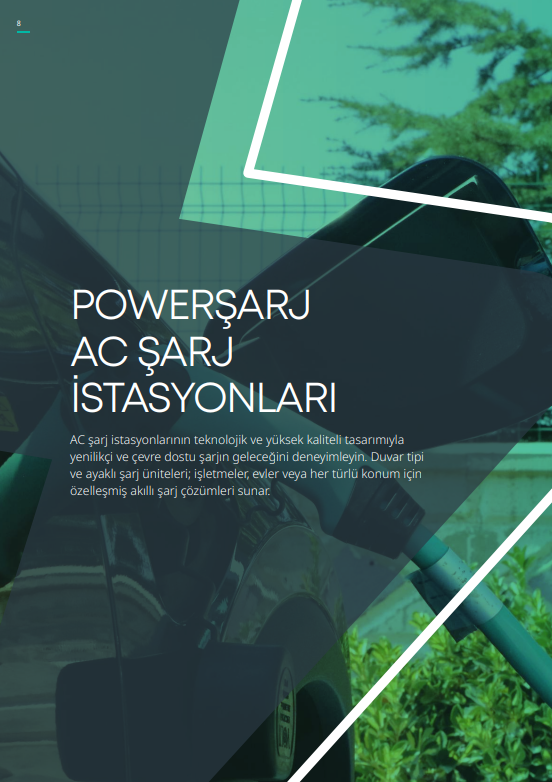 8
POWERŞARJ
AC ŞARJ
İSTASYONLARI
AC şarj istasyonlarının teknolojik ve yüksek kaliteli tasarımıyla
yenilikçi ve çevre dostu şarjın geleceğini deneyimleyin. Duvar tipi
ve ayaklı şarj üniteleri; işletmeler, evler veya her türlü konum için
özelleşmiş akıllı şarj çözümleri sunar.